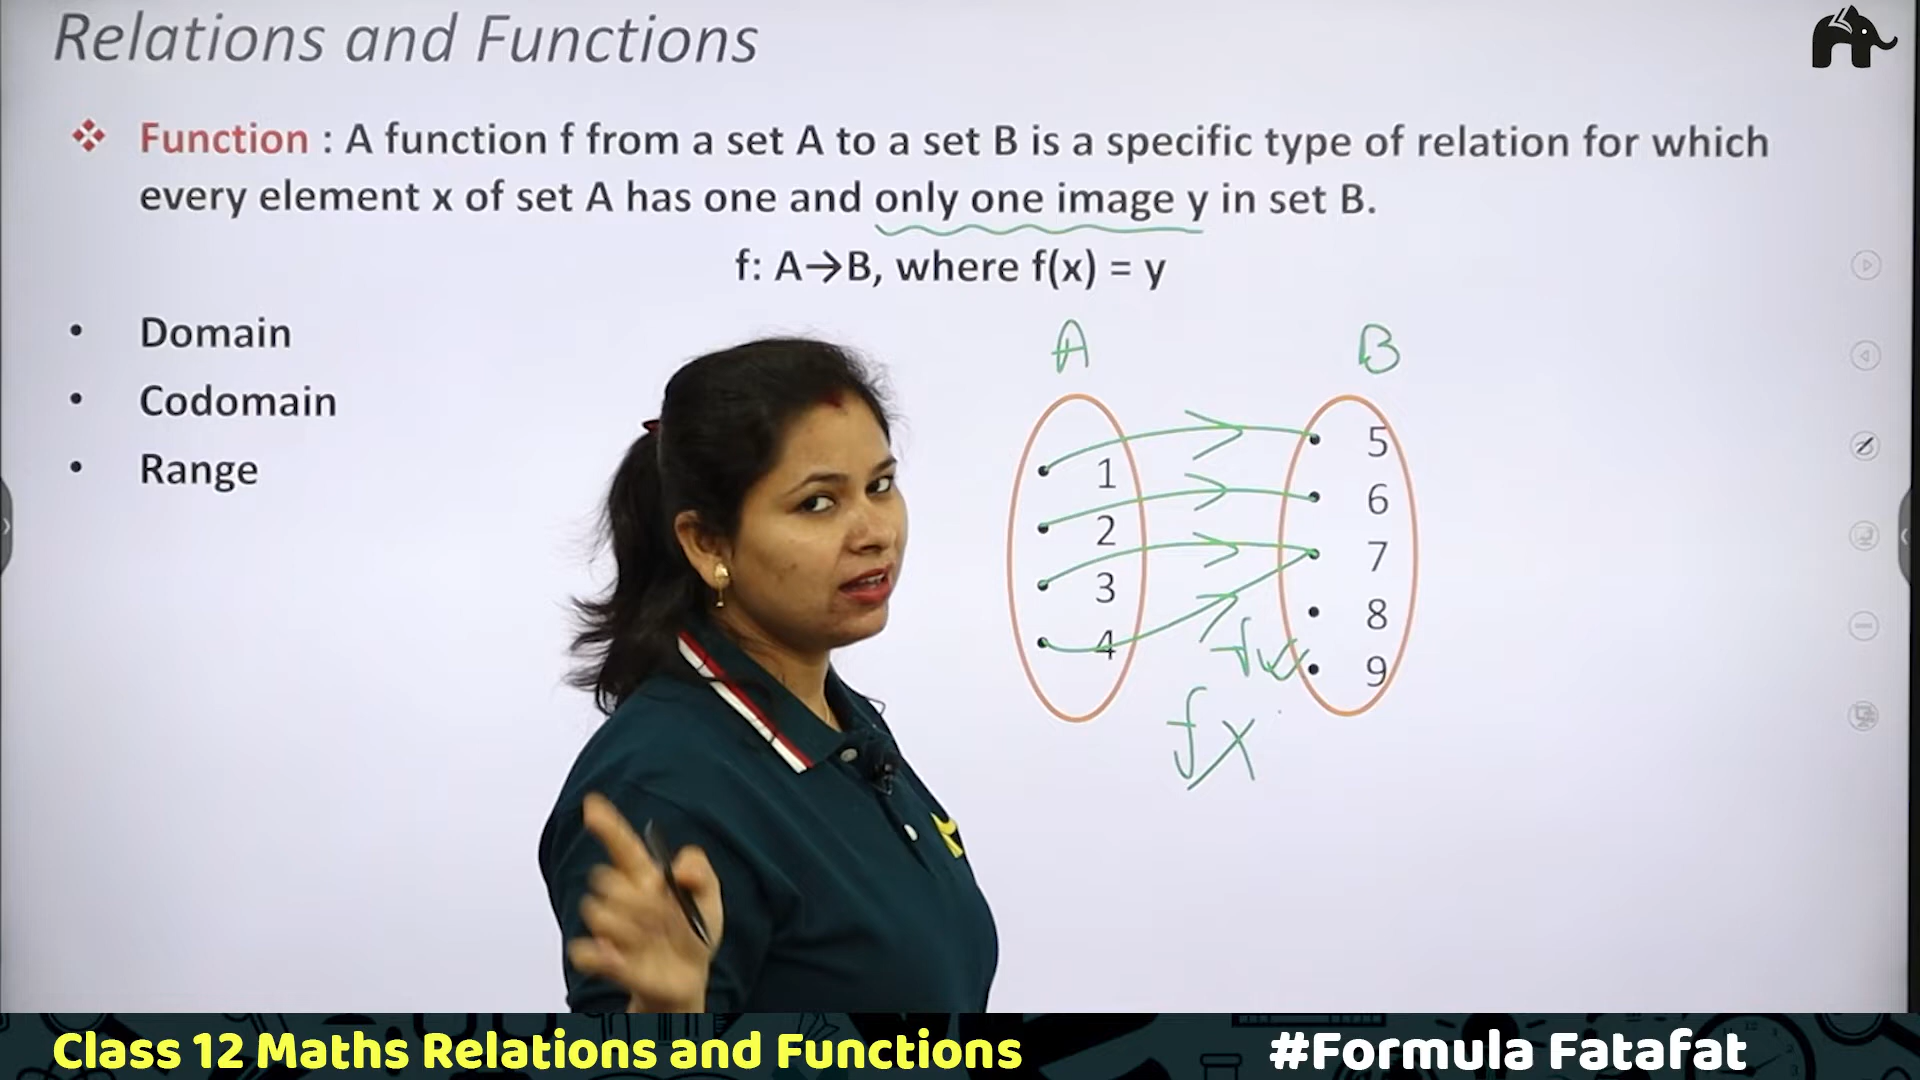 Relations and Functions
❖ Function : A function f from a set A to a set B is a specific type of relation for which
every element x of set A has one and only one image y in set B.
f: A→B, where f(x) = y
• Domain
• Codomain
• Range
A B
1
2
3
4
5
6
7
8
9
fx
Class 12 Maths Relations and Functions
#Formula Fatafat